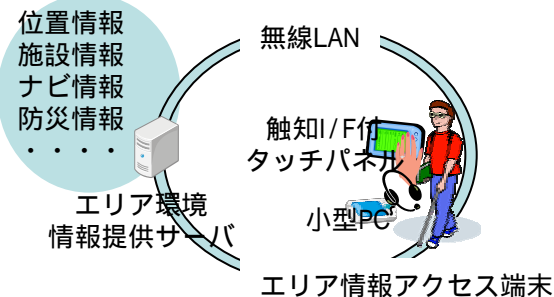 位置情報
施設情報
ナビ情報
防災情報
・・・・
無線LAN
触知I/F付
タッチパネル
小型PC
エリア環境
情報提供サーバ
エリア情報アクセス端末